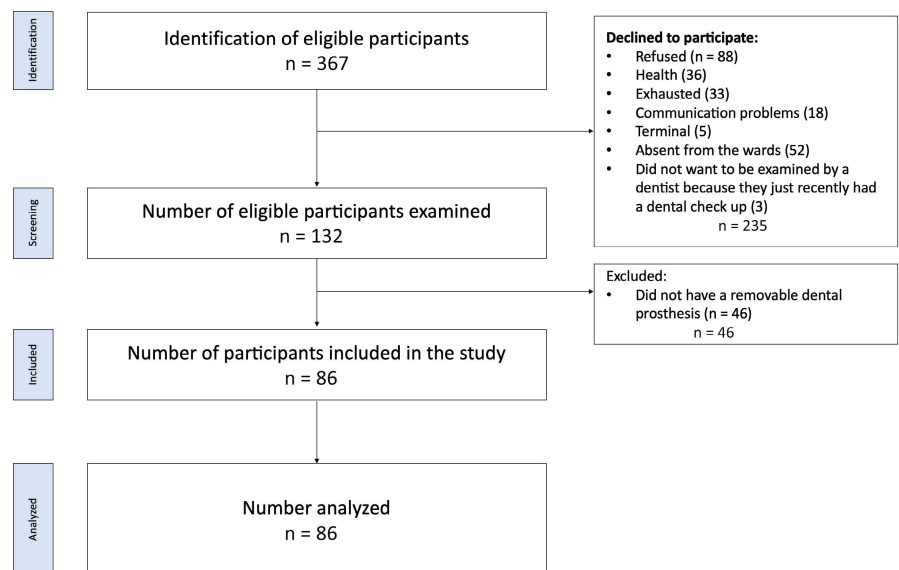 Identification
Identification of eligible participants
n = 367
Declined to participate:
• Refused (n = 88)
• Health (36)
• Exhausted (33)
• Communication problems (18)
• Terminal (5)
• Absent from the wards (52)
• Did not want to be examined by a
dentist because they just recently had
a dental check up (3)
n = 235
Screening
Number of eligible participants examined
n = 132
Excluded:
• Did not have a removable dental
prosthesis (n = 46)
n = 46
Included
Number of participants included in the study
n = 86
Analyzed
Number analyzed
n = 86